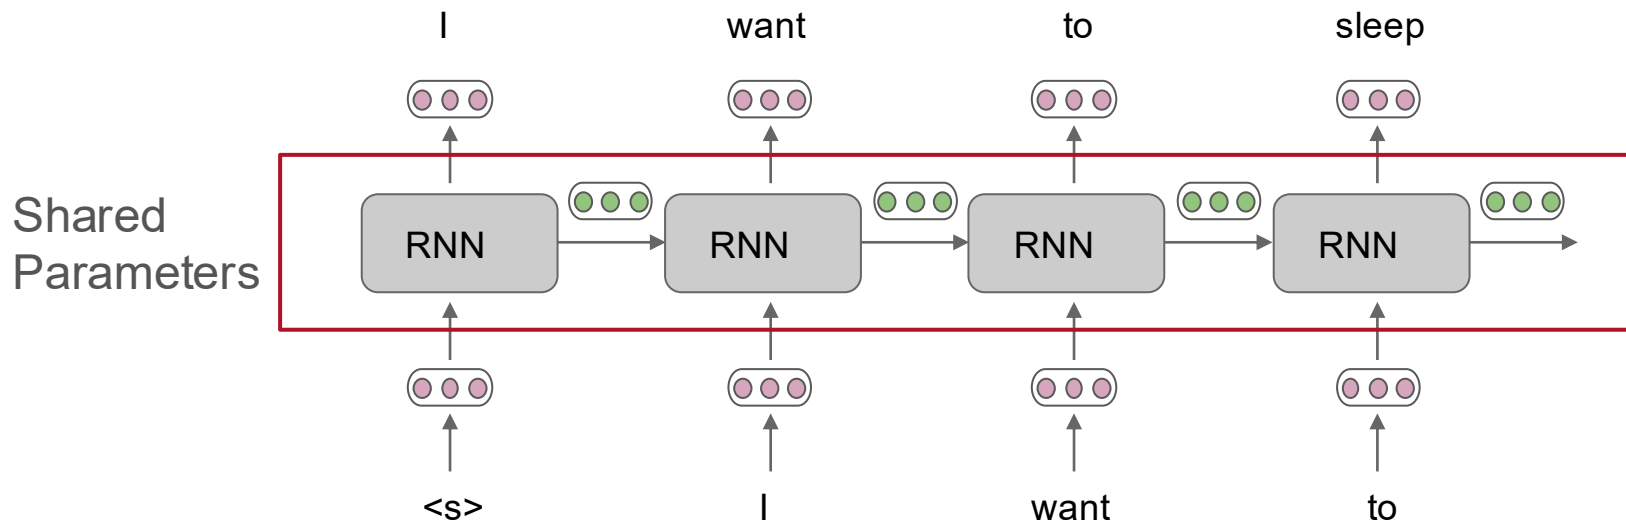 I want to sleep
Shared
Parameters
RNN RNN RNN RNN
<s> I want to